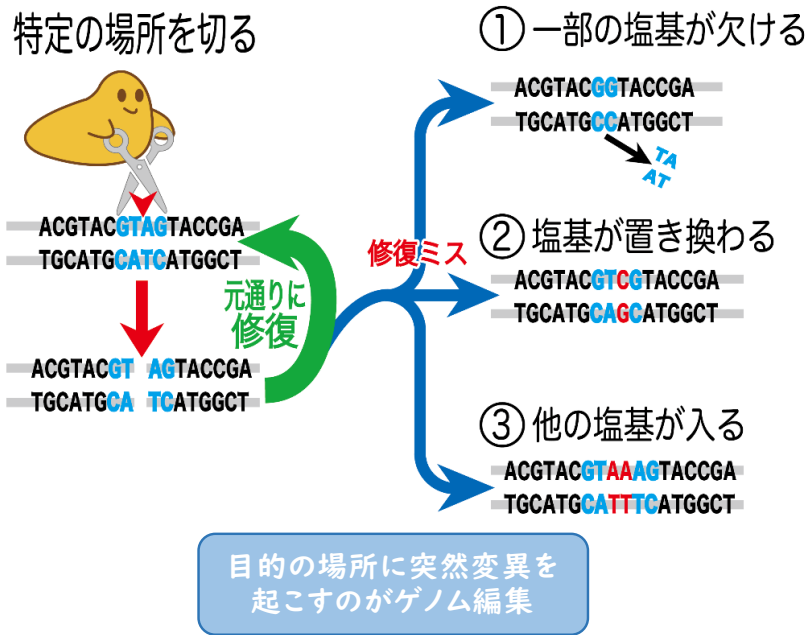 特定の場所を切る
ACGTACGTAGTACCGA
TGCATGCATCATGGCT
元通りに
修復
ACGTACGT AGTACCGA
TGCATGCA TCATGGCT
修復ミス
① 一部の塩基が欠ける
ACGTACGGTACCGA
TGCATGCCATGGCT
TA
AT
② 塩基が置き換わる
ACGTACGTCGTACCGA
TGCATGCAGCATGGCT
③ 他の塩基が入る
ACGTACGTAAAGTACCGA
TGCATGCATTTCATGGCT
目的の場所に突然変異を
起こすのがゲノム編集